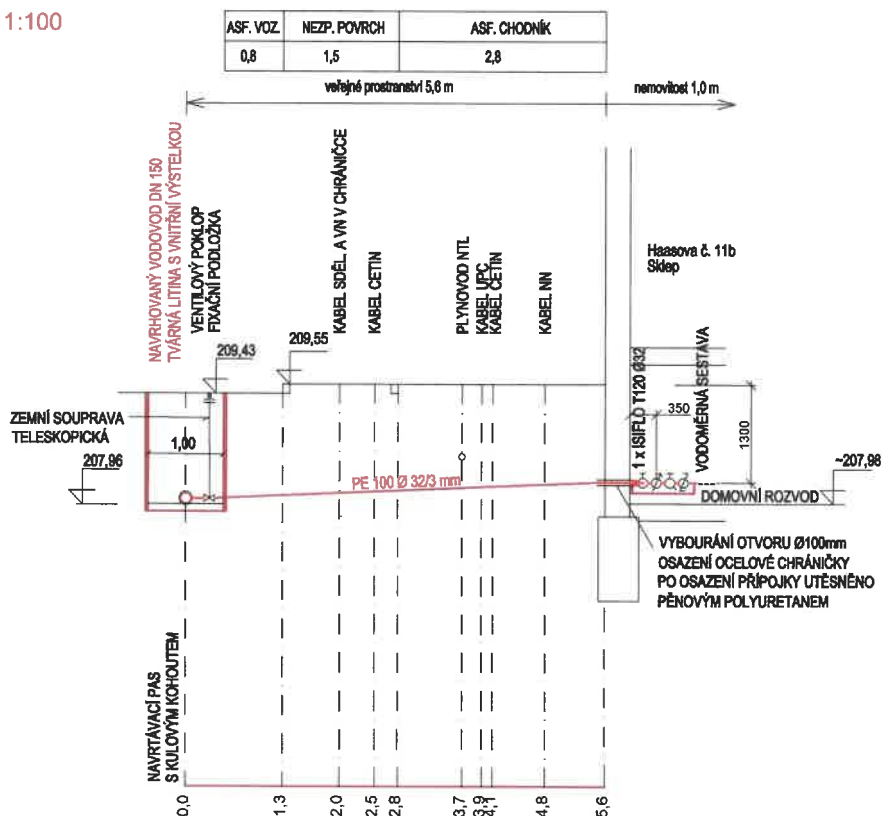 1:100
ASF. VOZ. NEZP. POVRCH ASF. CHODNÍK
0,8 1,5 2,8
veřejné prostranství 5,6 m
nemovitost 1,0 m
NAVRHOVANÝ VODOVOD DN 150
TVÁRNÁ LITINA S VNITŘNÍ VÝSTELKOU
VENTILOVÝ POKLOP
FIXAČNÍ PODLOŽKA
KABEL SDĚL. A VN V CHRÁNIČCE
KABEL CETIN
PLYNOVOD NTL
KABEL UPC
KABEL CETIN
KABEL NN
Haasova č. 11b
Sklep
209,43
209,55
ZEMNÍ SOUPRAVA
TELESKOPICKÁ
1,00
207,96
PE 100 Ø 32/3 mm
1 x ISIFLO T120 Ø32
350
VODOMĚRNÁ SESTAVA
1300
~207,98
DOMOVNÍ ROZVOD
VYBOURÁNÍ OTVORU Ø100mm
OSAZENÍ OCELOVÉ CHRÁNIČKY
PO OSAZENÍ PŘÍPOJKY UTĚSNĚNO
PĚNOVÝM POLYURETANEM
NAVRTÁVACÍ PAS
S KULOVÝM KOHOUTEM
0,0
1,3
2,0
2,5
2,8
3,7
3,9
4,1
4,8
5,6